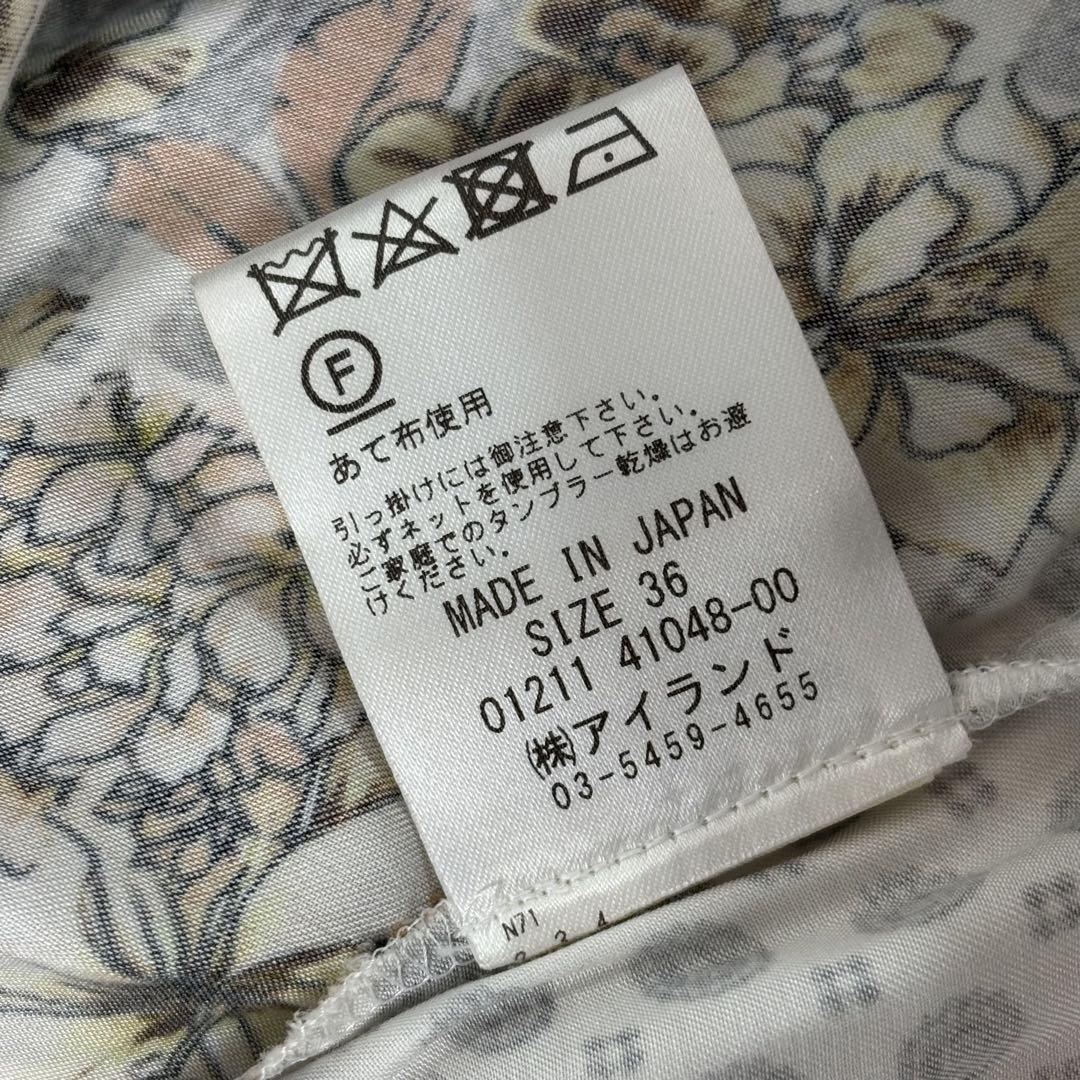 F
あて布使用
引っ掛けには御注意下さい。
必ずネットを使用して下さい。
ご家庭でのタンブラー乾燥はお避
けください。
MADE IN JAPAN
SIZE 36
01211 41048-00
㈱アイランド
03-5459-4655
N71